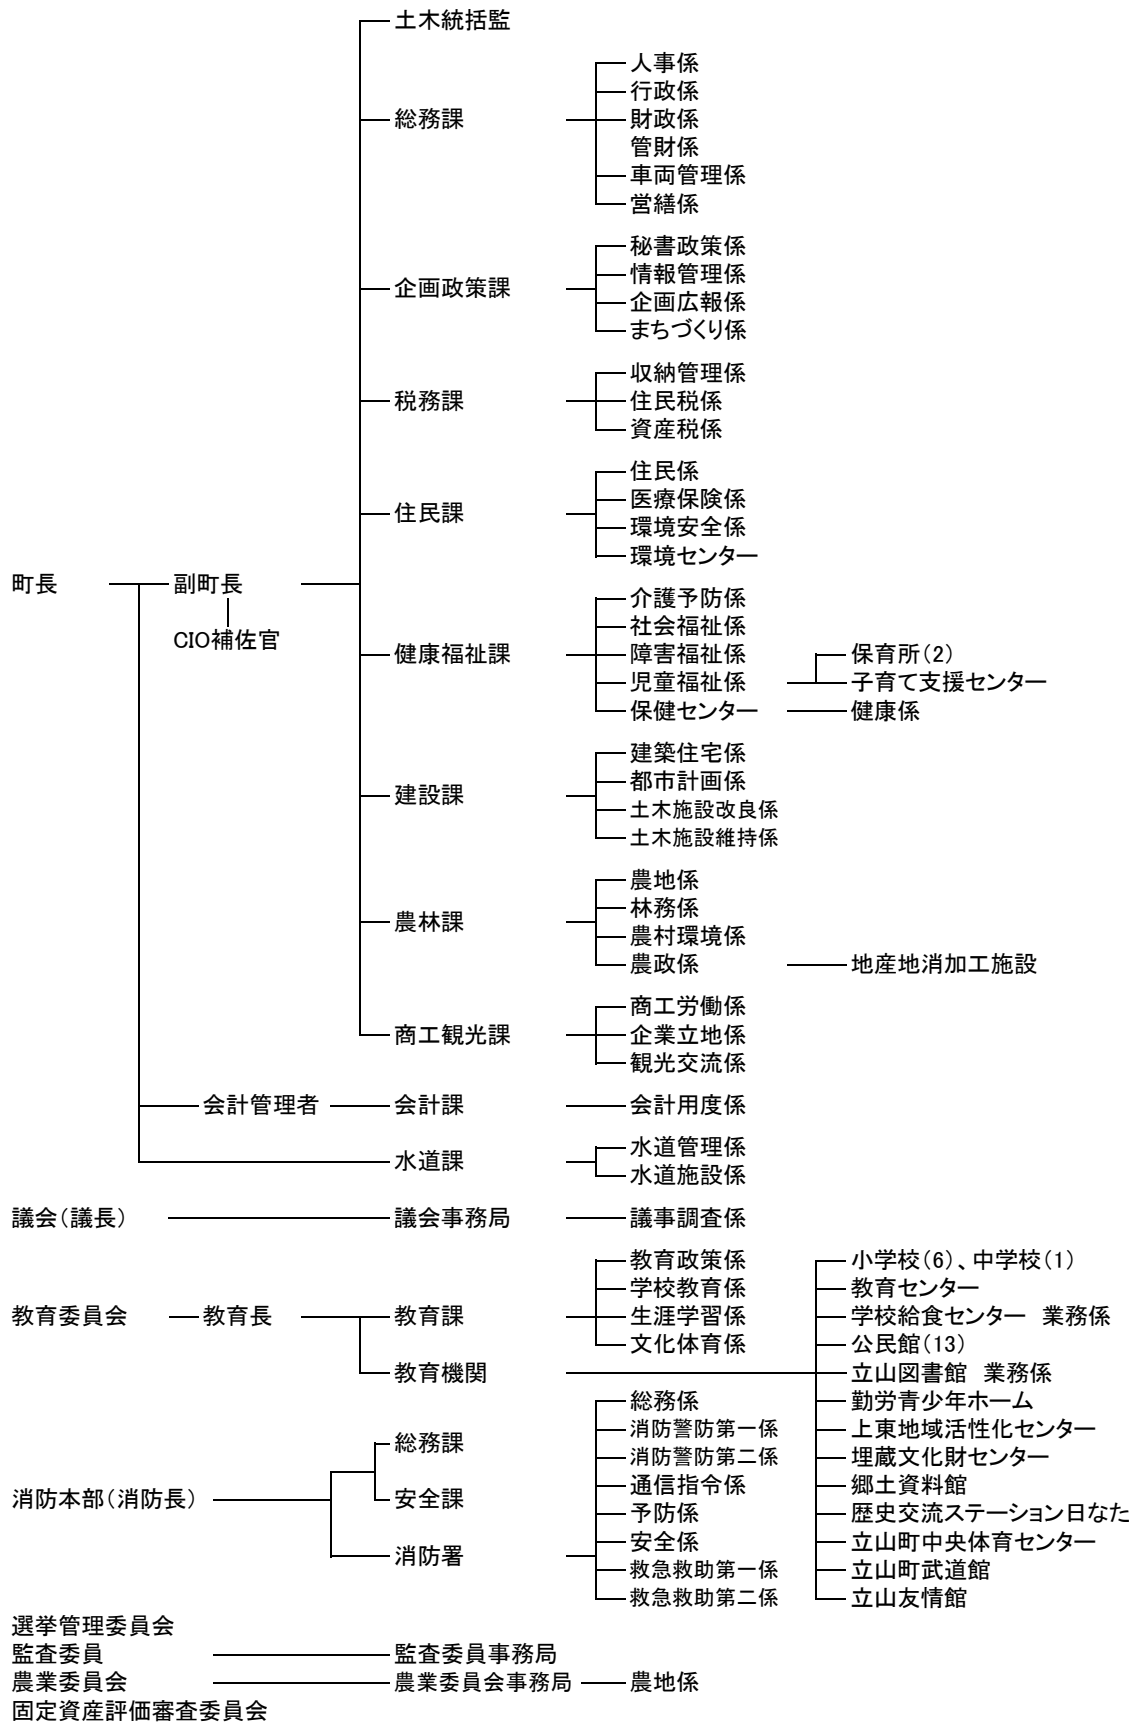 土木統括監
人事係
行政係
総務課 財政係
管財係
車両管理係
営繕係
秘書政策係
情報管理係
企画政策課 企画広報係
まちづくり係
収納管理係
税務課 住民税係
資産税係
住民係
医療保険係
住民課 環境安全係
環境センター
町長 副町長
CIO補佐官
介護予防係
社会福祉係
健康福祉課 障害福祉係 保育所(2)
児童福祉係 子育て支援センター
保健センター 健康係
建築住宅係
都市計画係
建設課 土木施設改良係
土木施設維持係
農地係
林務係
農林課 農村環境係
農政係 地産地消加工施設
商工労働係
商工観光課 企業立地係
観光交流係
会計管理者 会計課 会計用度係
水道課 水道管理係
水道施設係
議会(議長) 議会事務局 議事調査係
教育政策係 小学校(6)、中学校(1)
学校教育係 教育センター
教育委員会 教育長 教育課 生涯学習係 学校給食センター 業務係
文化体育係 公民館(13)
教育機関 立山図書館 業務係
総務係 勤労青少年ホーム
消防警防第一係 上東地域活性化センター
総務課 消防警防第二係 埋蔵文化財センター
通信指令係 郷土資料館
消防本部(消防長) 安全課 予防係 歴史交流ステーション日なた
安全係 立山町中央体育センター
消防署 救急救助第一係 立山町武道館
救急救助第二係 立山友情館
選挙管理委員会
監査委員 監査委員事務局
農業委員会 農業委員会事務局 農地係
固定資産評価審査委員会